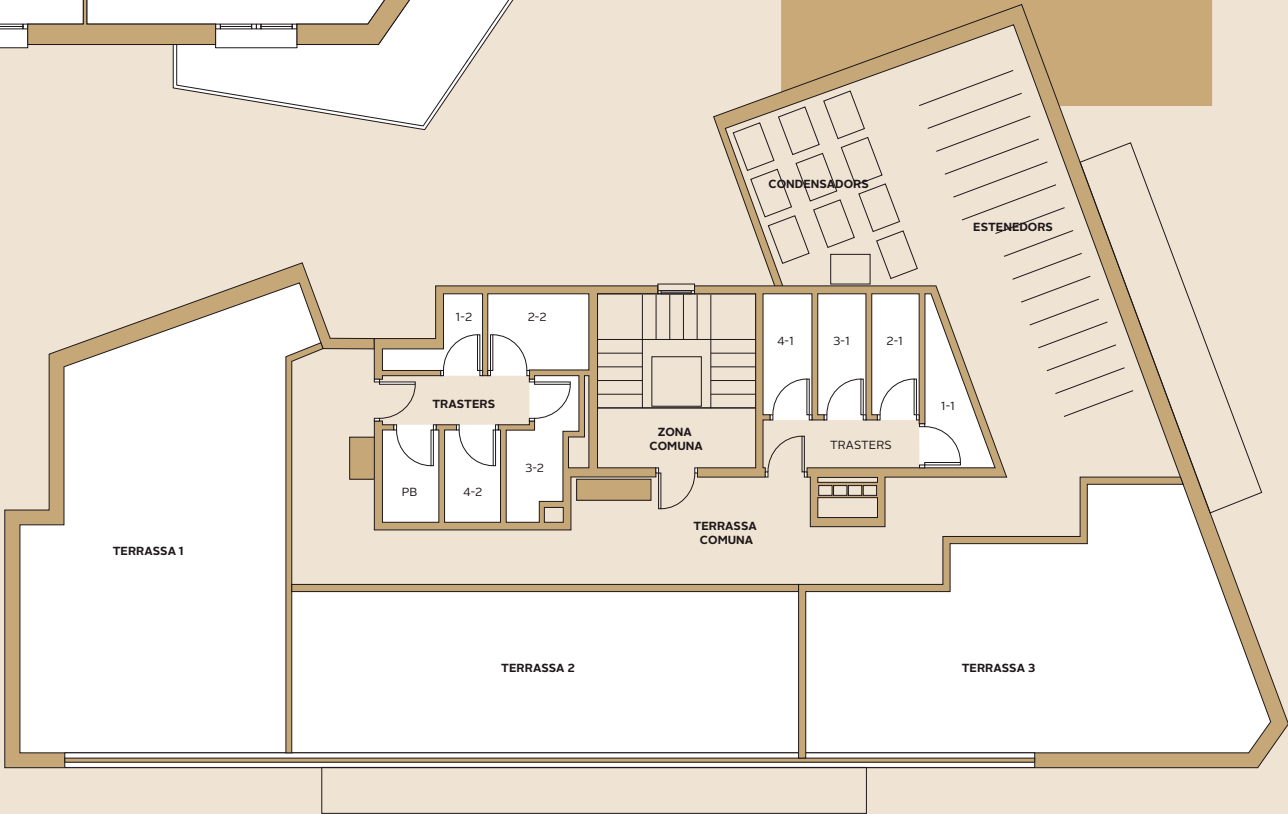 CONDENSADORS
ESTENEDORS
1-2
2-2
4-1
3-1
2-1
1-1
TRASTERS
ZONA
COMUNA
TRASTERS
3-2
PB
4-2
TERRASSA
COMUNA
TERRASSA 1
TERRASSA 2
TERRASSA 3